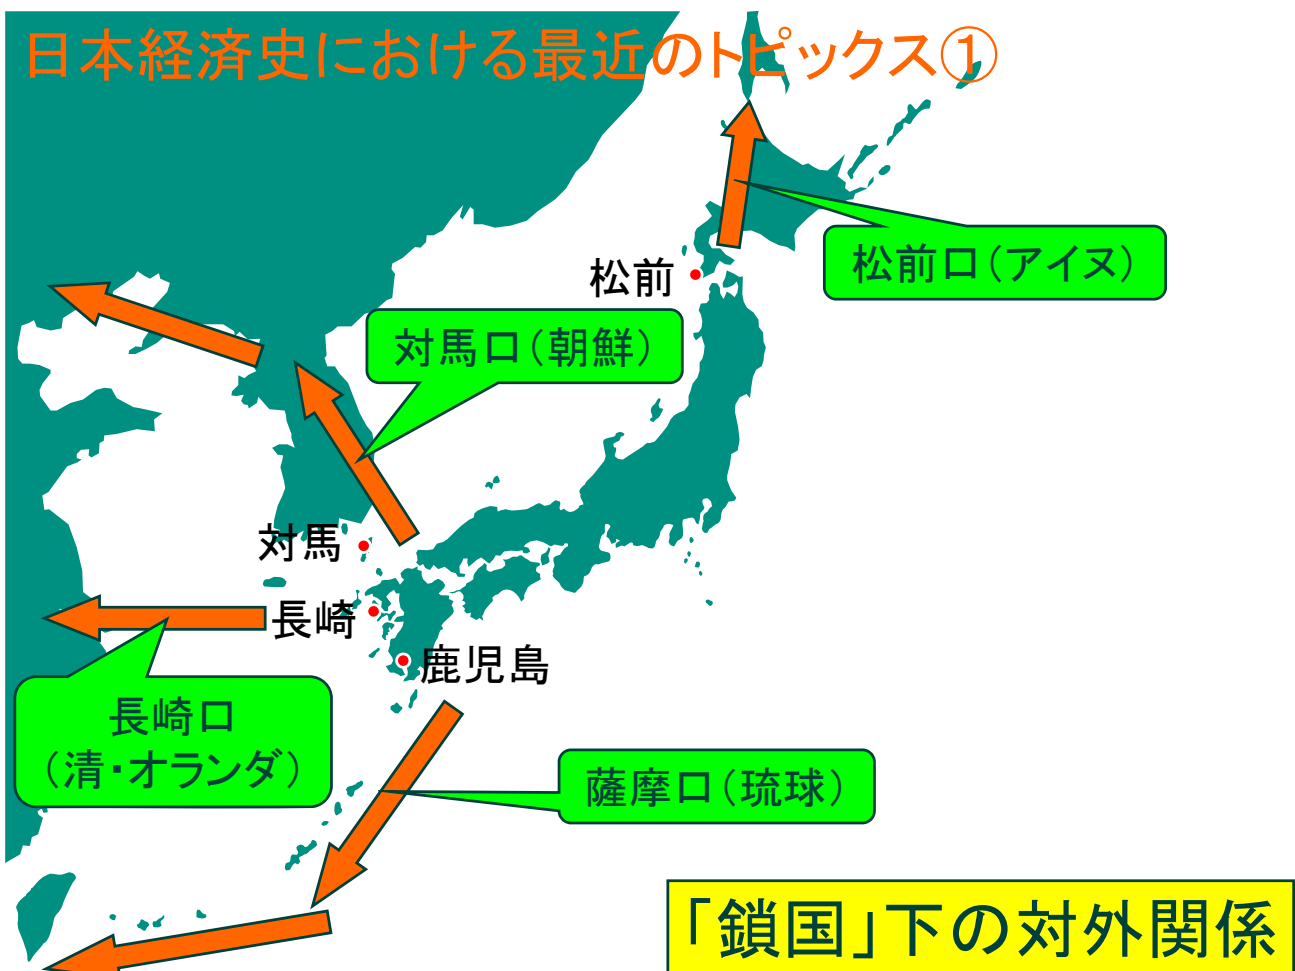 日本経済史における最近のトピックス①
松前口（アイヌ）
松前
対馬口（朝鮮）
対馬
長崎
鹿児島
長崎口
（清・オランダ）
薩摩口（琉球）
「鎖国」下の対外関係